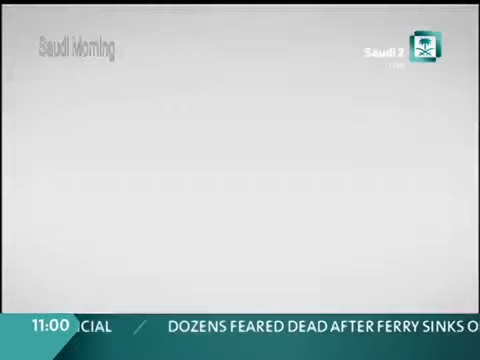 Saudi Morning
Saudi 2
11:00 CIAL / DOZENS FEARED DEAD AFTER FERRY SINKS O